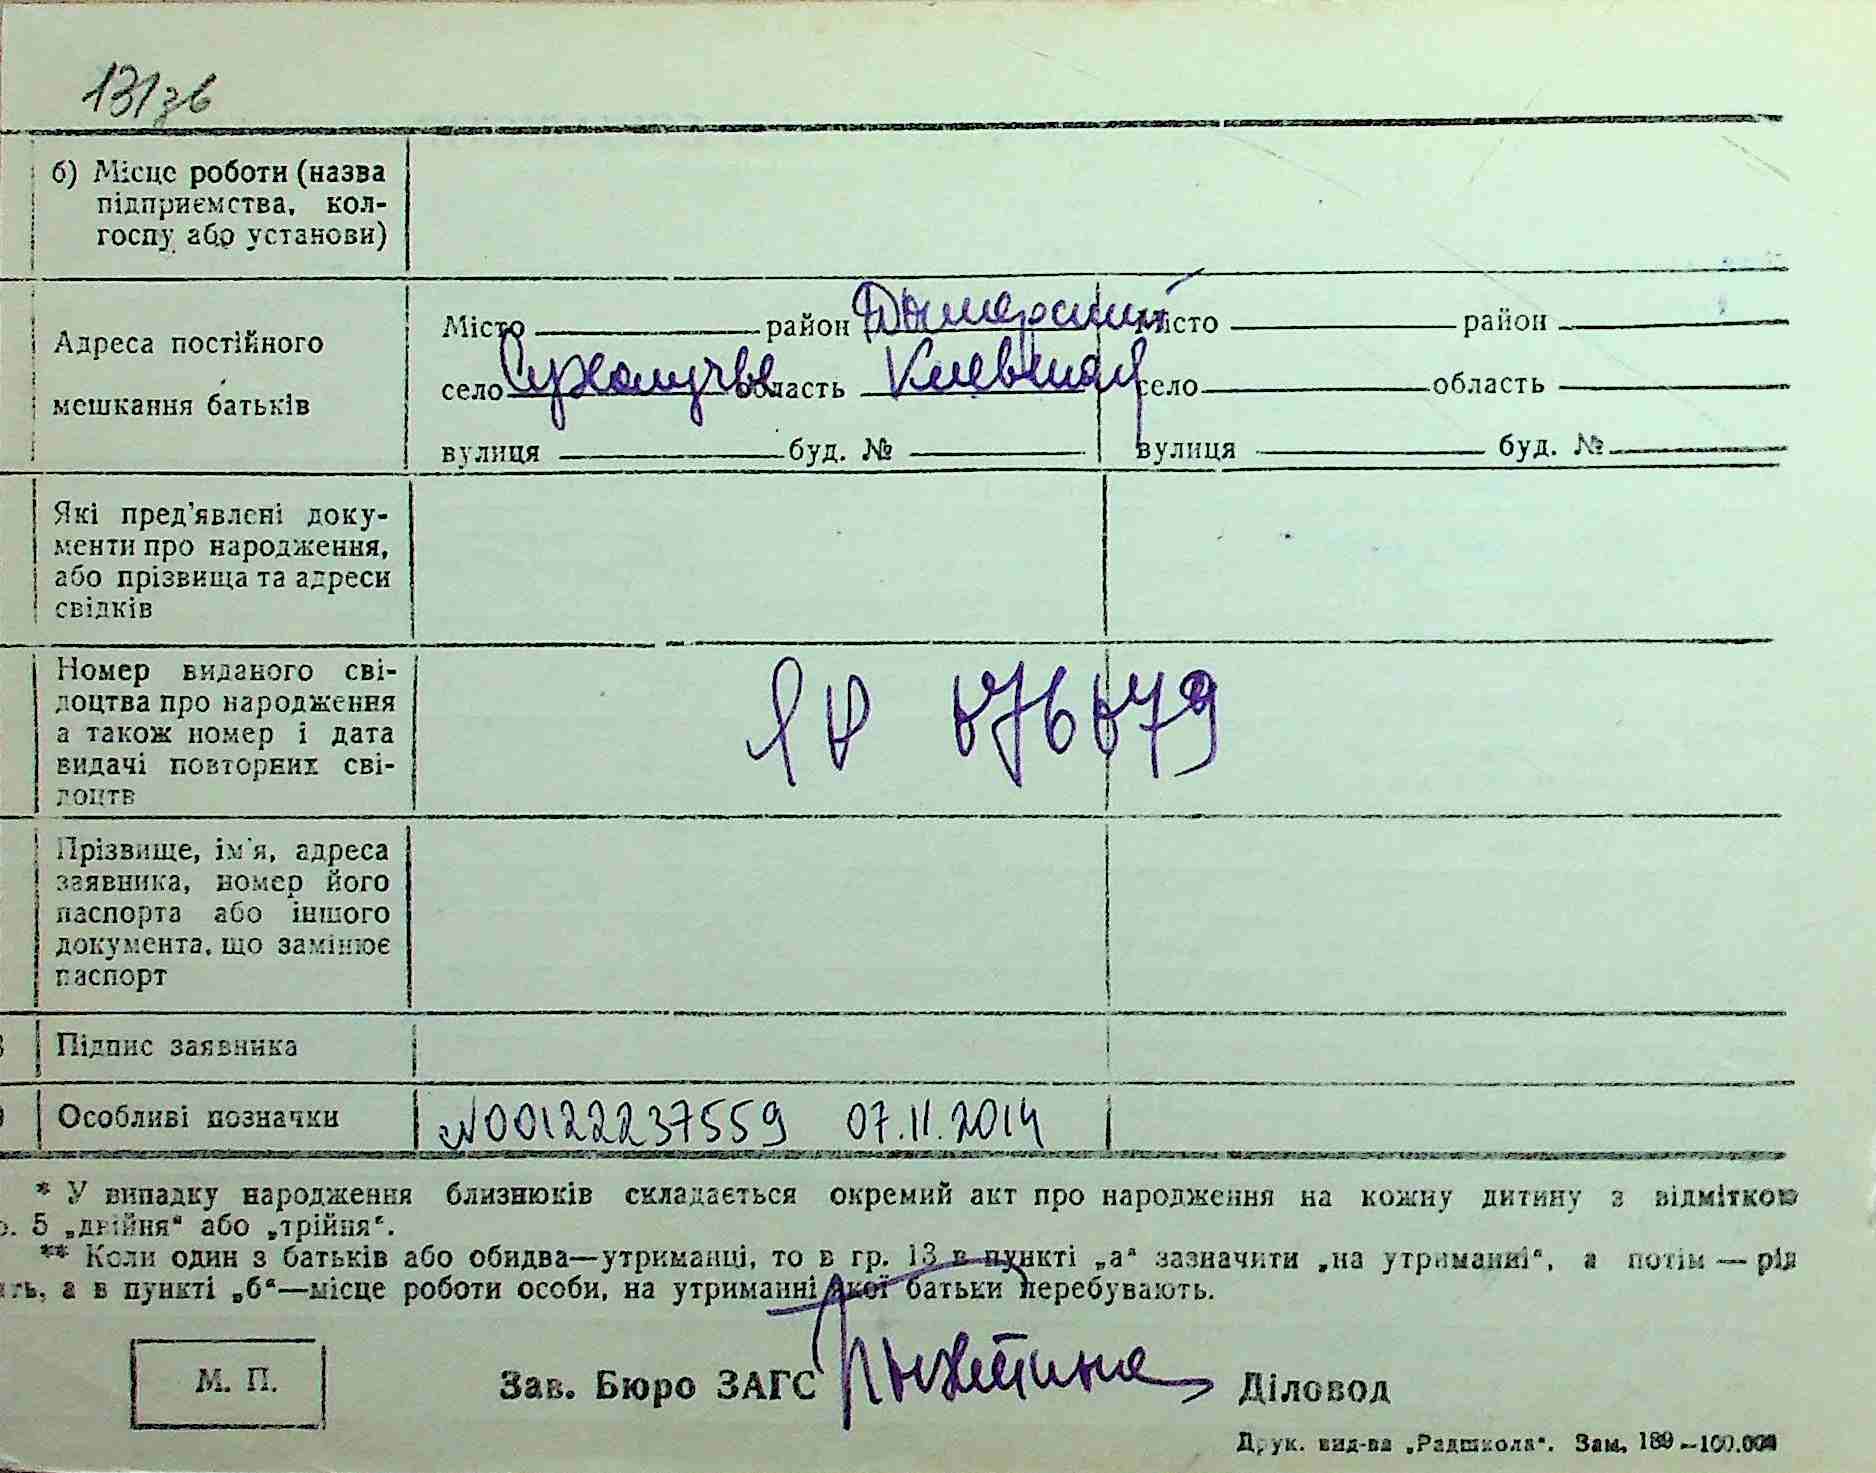 131зв
б) Місце роботи (назва
підприємства, кол-
госпу або установи)
Адреса постійного
мешкання батьків
Місто район Дымерский
село Сухолучье область Киевская
вулиця буд. №
Місто район
село область
вулиця буд. №
Які пред'явлені доку-
менти про народження,
або прізвища та адреси
свідків
Номер виданого сві-
доцтва про народження
а також номер і дата
видачі повторних сві-
доцтв
076079
Прізвище, ім'я, адреса
заявника, номер його
паспорта або іншого
документа, що замінює
паспорт
Підпис заявника
Особливі позначки
N00122237559 07.11.2014
* У випадку народження близнюків складається окремий акт про народження на кожну дитину з відміткою
р. 5 „двійня“ або „трійня“.
** Коли один з батьків або обидва—утриманці, то в гр. 13 в пункті „а“ зазначити „на утриманні“, а потім — рід
ять, а в пункті „б“—місце роботи особи, на утриманні якої батьки перебувають.
М. П.
Зав. Бюро ЗАГС
Діловод
Друк. вид-ва „Радшкола“. Зам. 189—100.000